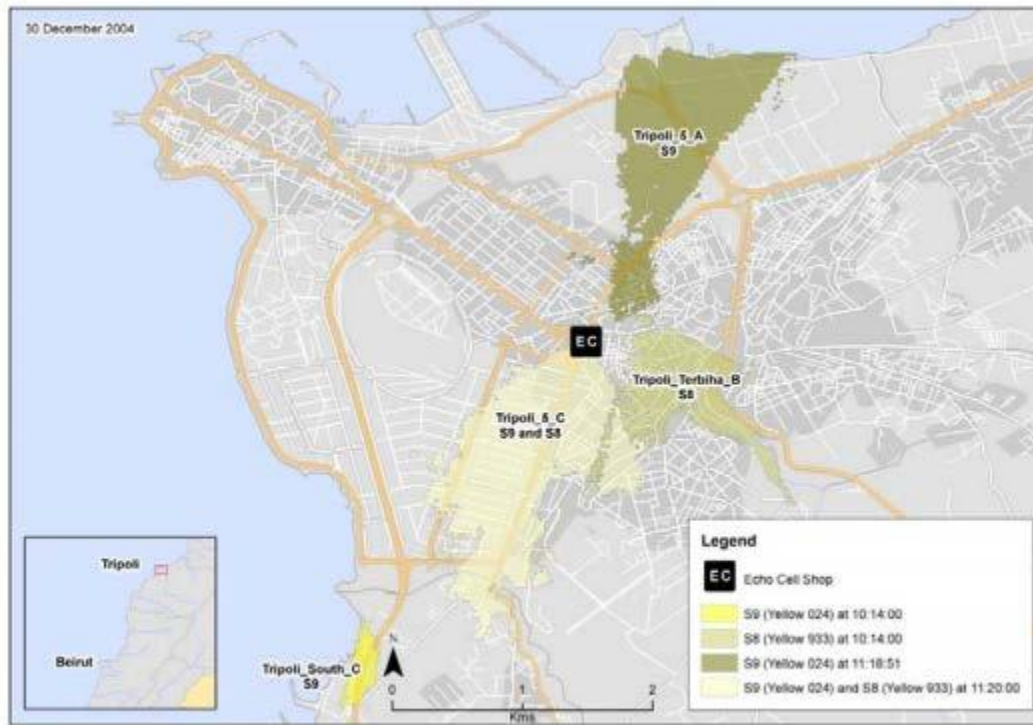 30 December 2004
Tripoli_5_A
S9
EC
Tripoli_Terbiha_B
S8
Tripoli_5_C
S9 and S8
Tripoli_South_C
S9
N
0 1 2
Kms
Tripoli
Beirut
Legend
EC Echo Cell Shop
S9 (Yellow 024) at 10:14:00
S8 (Yellow 933) at 10:14:00
S9 (Yellow 024) at 11:18:51
S9 (Yellow 024) and S8 (Yellow 933) at 11:20:00